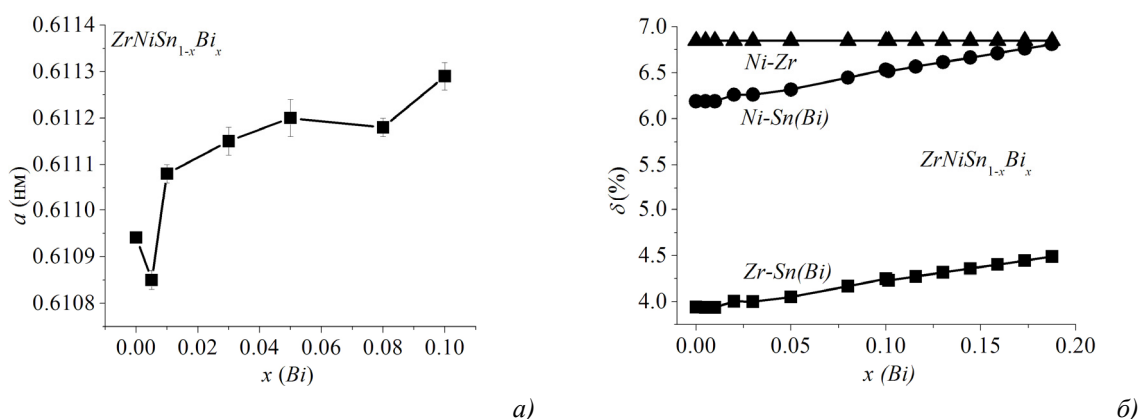 0.6114
0.6113
0.6112
0.6111
0.6110
0.6109
0.6108
a (нм)
ZrNiSn1-xBix
0.00 0.02 0.04 0.06 0.08 0.10
x (Bi)
а)
7.0
6.5
6.0
5.5
5.0
4.5
4.0
δ(%)
Ni-Zr
Ni-Sn(Bi)
ZrNiSn1-xBix
Zr-Sn(Bi)
0.00 0.05 0.10 0.15 0.20
x (Bi)
б)